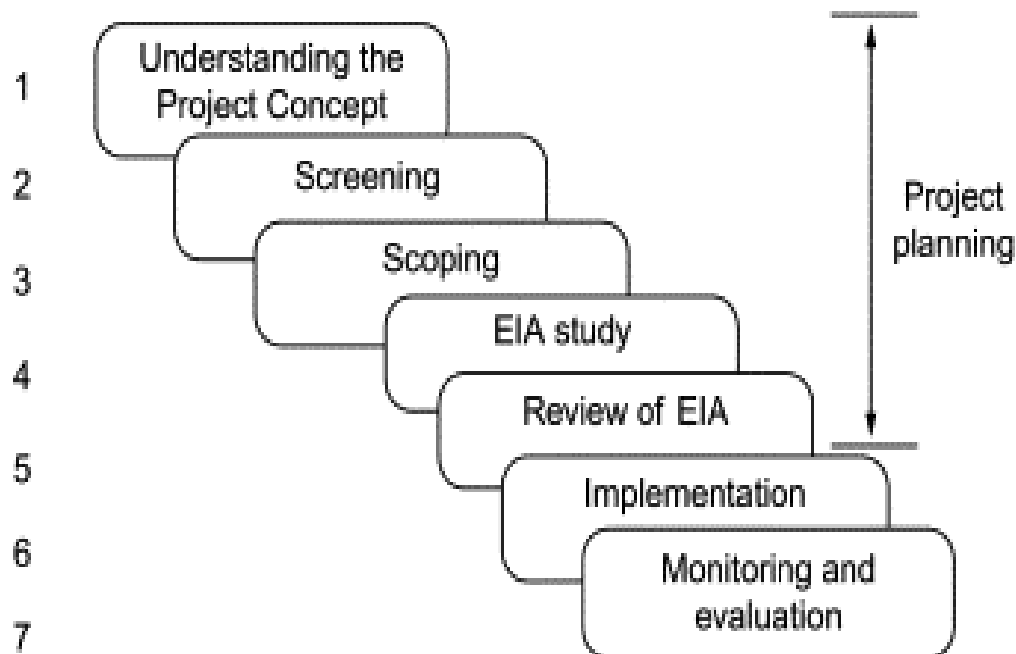 1
Understanding the
Project Concept
2
Screening
3
Scoping
4
EIA study
5
Review of EIA
6
Implementation
7
Monitoring and
evaluation
Project
planning